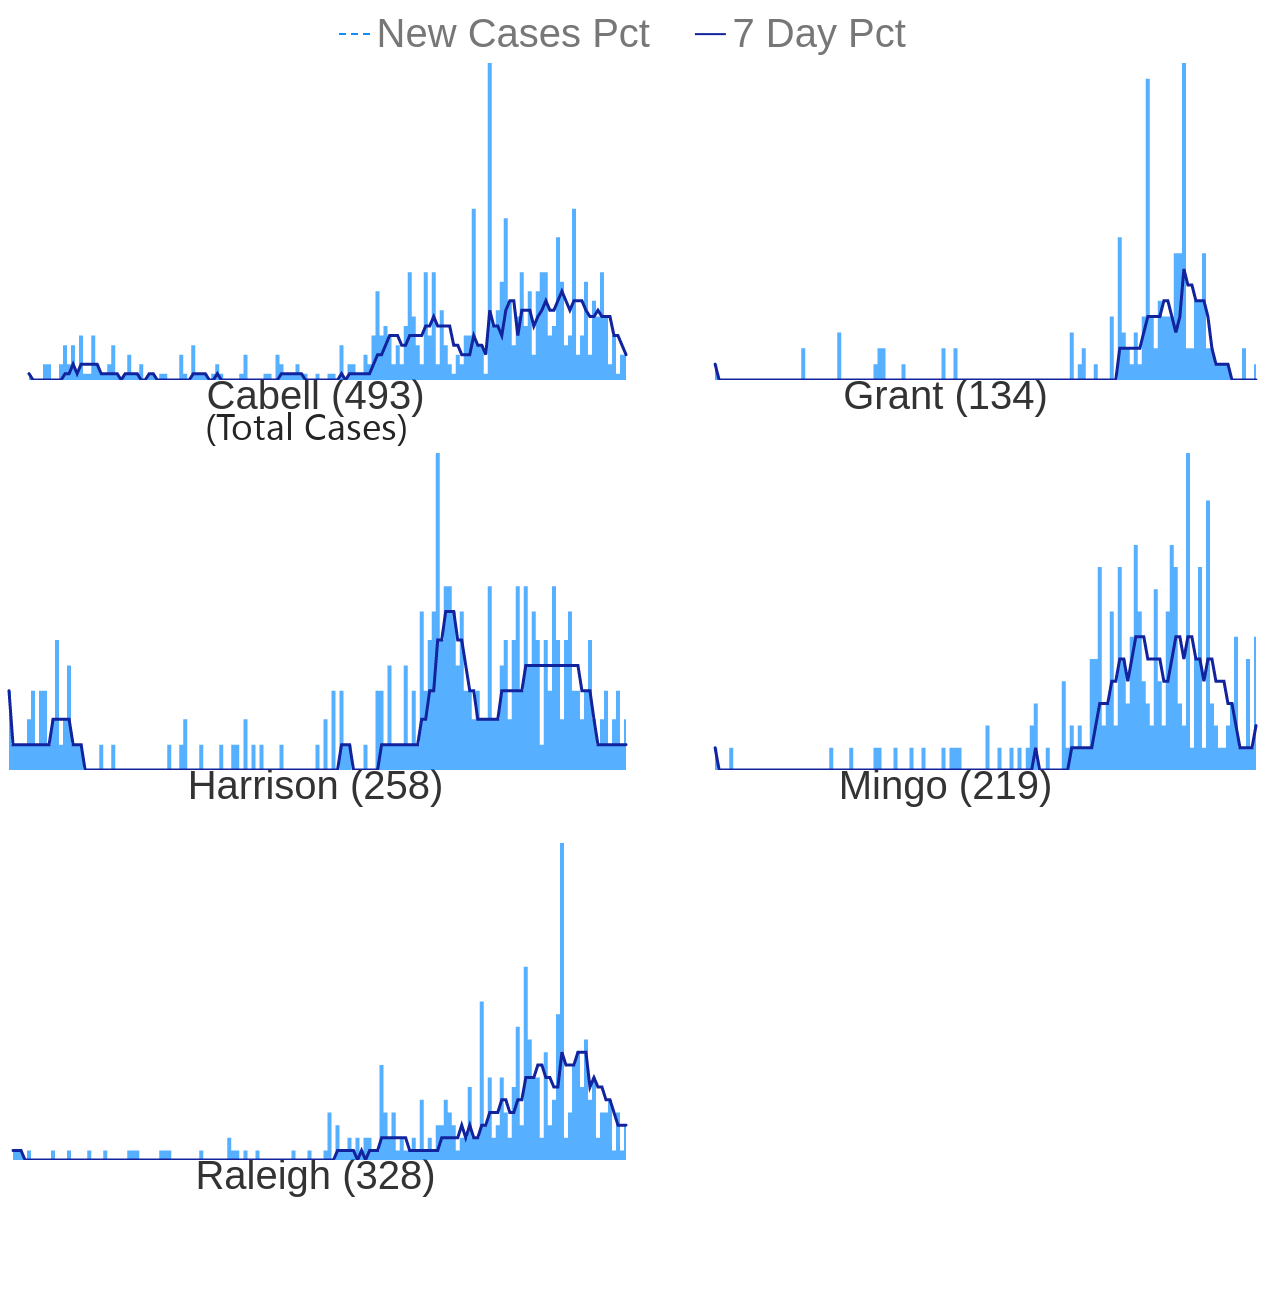 New Cases Pct 7 Day Pct
Cabell (493) Grant (134)
(Total Cases)
Harrison (258) Mingo (219)
Raleigh (328)